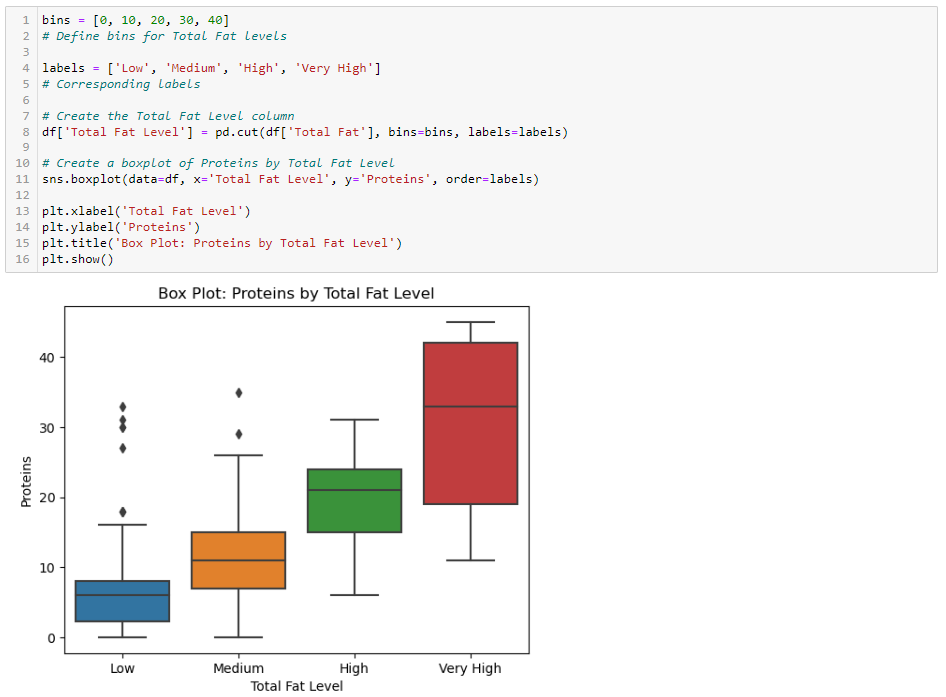 1 bins = [0, 10, 20, 30, 40]
2 # Define bins for Total Fat levels
3
4 labels = ['Low', 'Medium', 'High', 'Very High']
5 # Corresponding labels
6
7 # Create the Total Fat Level column
8 df['Total Fat Level'] = pd.cut(df['Total Fat'], bins=bins, labels=labels)
9
10 # Create a boxplot of Proteins by Total Fat Level
11 sns.boxplot(data=df, x='Total Fat Level', y='Proteins', order=labels)
12
13 plt.xlabel('Total Fat Level')
14 plt.ylabel('Proteins')
15 plt.title('Box Plot: Proteins by Total Fat Level')
16 plt.show()
Box Plot: Proteins by Total Fat Level
40
30
20
10
0
Proteins
Low Medium High Very High
Total Fat Level